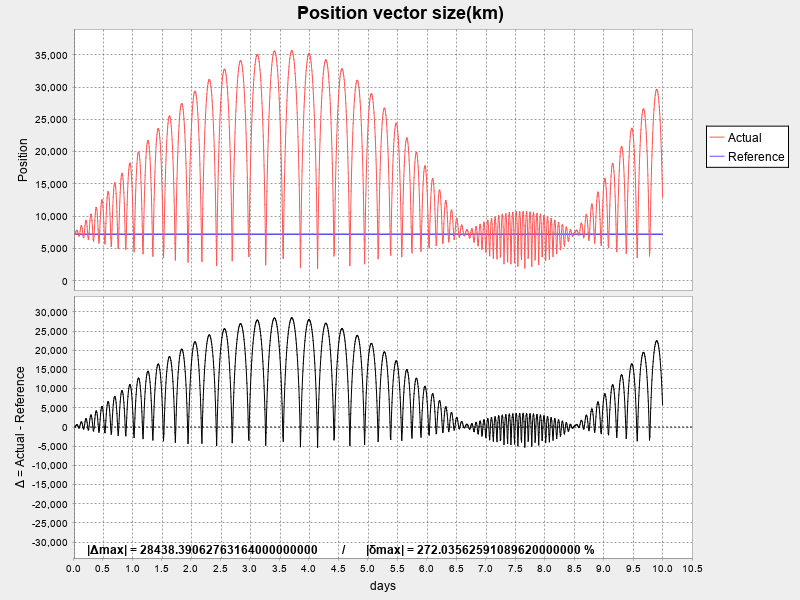 Position vector size(km)
Position
35,000
30,000
25,000
20,000
15,000
10,000
5,000
0
Actual
Reference
Δ = Actual - Reference
30,000
25,000
20,000
15,000
10,000
5,000
0
-5,000
-10,000
-15,000
-20,000
-25,000
-30,000
|Δmax| = 28438.39062763164000000000 / |δmax| = 272.03562591089620000000 %
0.0 0.5 1.0 1.5 2.0 2.5 3.0 3.5 4.0 4.5 5.0 5.5 6.0 6.5 7.0 7.5 8.0 8.5 9.0 9.5 10.0 10.5
days